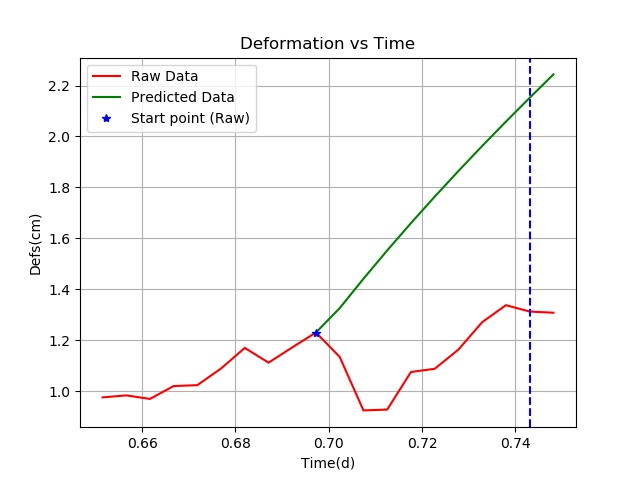 Deformation vs Time
Raw Data
Predicted Data
Start point (Raw)
Defs(cm)
2.2
2.0
1.8
1.6
1.4
1.2
1.0
0.66 0.68 0.70 0.72 0.74
Time(d)